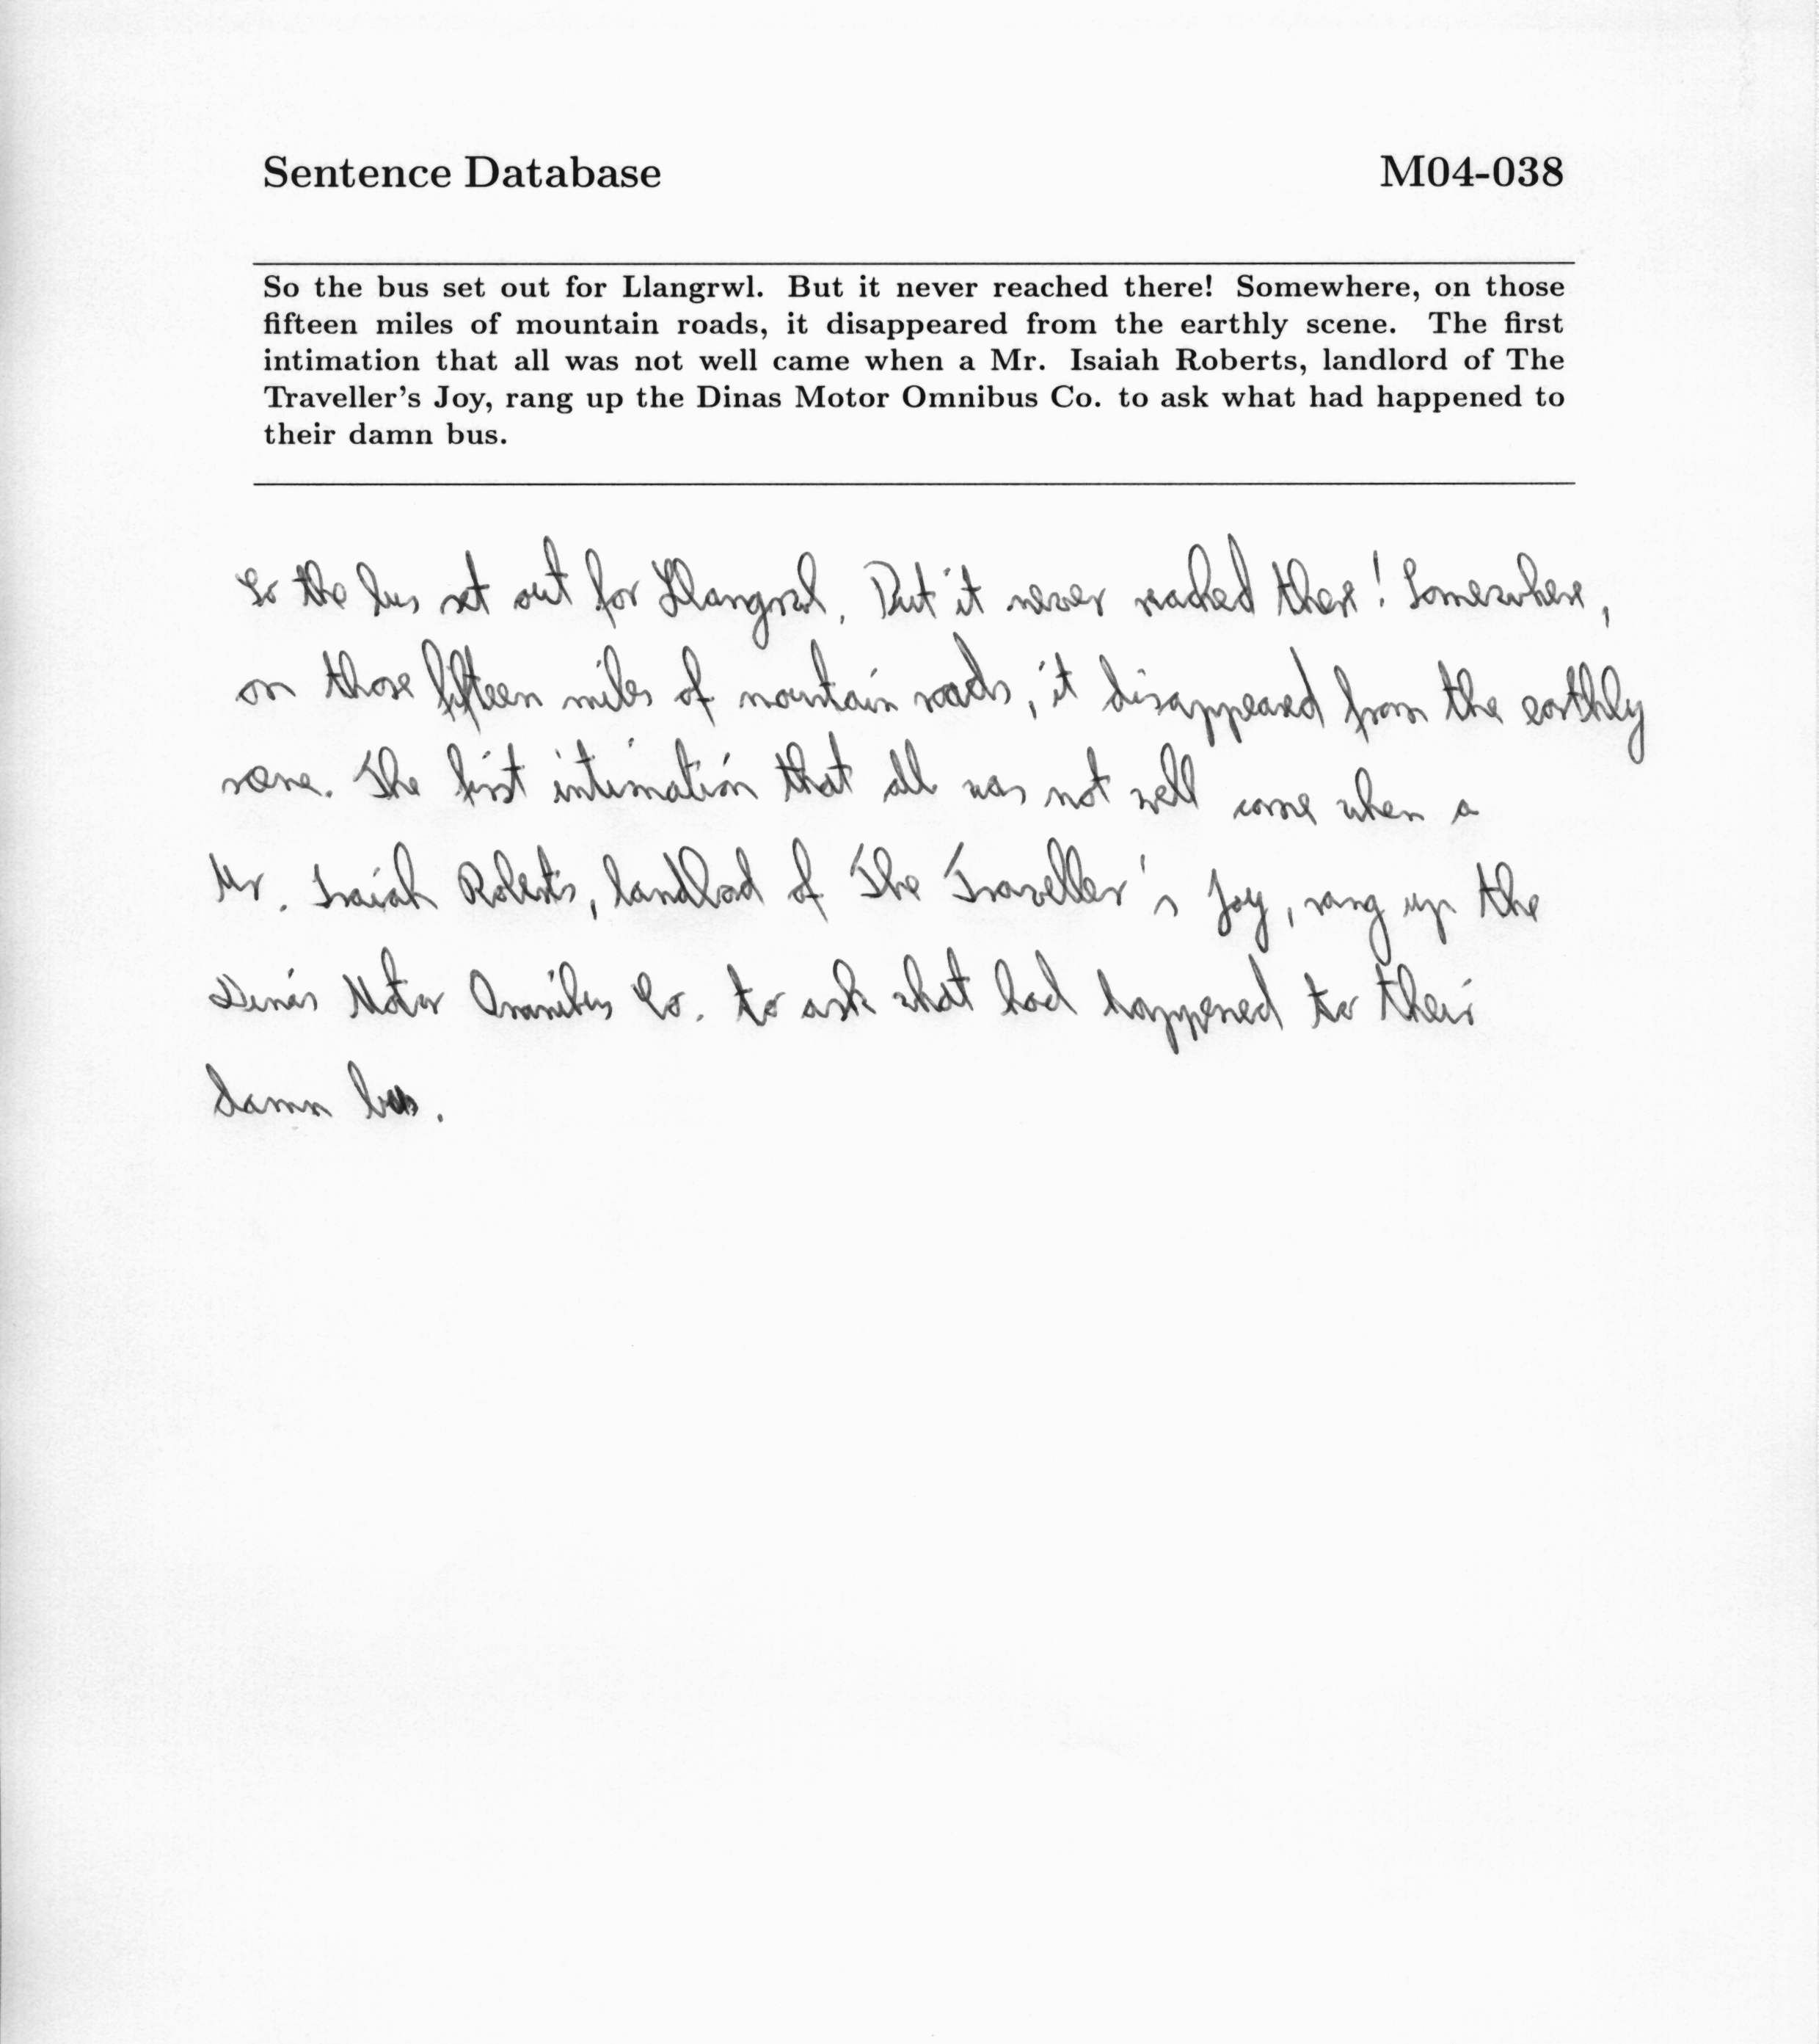 Sentence Database M04-038
So the bus set out for Llangrwl. But it never reached there! Somewhere, on those
fifteen miles of mountain roads, it disappeared from the earthly scene. The first
intimation that all was not well came when a Mr. Isaiah Roberts, landlord of The
Traveller's Joy, rang up the Dinas Motor Omnibus Co. to ask what had happened to
their damn bus.
So the bus set out for Llangrwl. But it never reached there! Somewhere,
on those fifteen miles of mountain roads, it disappeared from the earthly
scene. The first intimation that all was not well came when a
Mr. Isaiah Roberts, landlord of The Traveller's Joy, rang up the
Dinas Motor Omnibus Co. to ask what had happened to their
damn bus.